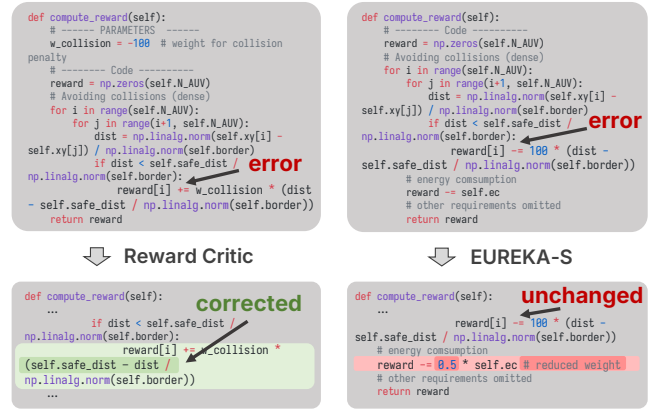 def compute_reward(self):
# ------ PARAMETERS ------
w_collision = -100 # weight for collision
penalty
# -------- Code --------
reward = np.zeros(self.N_AUV)
# Avoiding collisions (dense)
for i in range(self.N_AUV):
for j in range(i+1, self.N_AUV):
dist = np.linalg.norm(self.xy[i] -
self.xy[j]) / np.linalg.norm(self.border)
if dist < self.safe_dist /
np.linalg.norm(self.border):
error
reward[i] += w_collision * (dist
- self.safe_dist / np.linalg.norm(self.border))
return reward
Reward Critic
def compute_reward(self):
...
corrected
if dist < self.safe_dist /
np.linalg.norm(self.border):
reward[i] += w_collision *
(self.safe_dist - dist /
np.linalg.norm(self.border))
...
def compute_reward(self):
# -------- Code --------
reward = np.zeros(self.N_AUV)
# Avoiding collisions (dense)
for i in range(self.N_AUV):
for j in range(i+1, self.N_AUV):
dist = np.linalg.norm(self.xy[i] -
self.xy[j]) / np.linalg.norm(self.border)
if dist < self.safe_dist /
np.linalg.norm(self.border):
error
reward[i] -= 100 * (dist -
self.safe_dist / np.linalg.norm(self.border))
# energy comsumption
reward -= self.ec
# other requirements omitted
return reward
EUREKA-S
def compute_reward(self):
...
unchanged
reward[i] -= 100 * (dist -
self.safe_dist / np.linalg.norm(self.border))
# energy comsumption
reward -= 0.5 * self.ec # reduced weight
# other requirements omitted
return reward